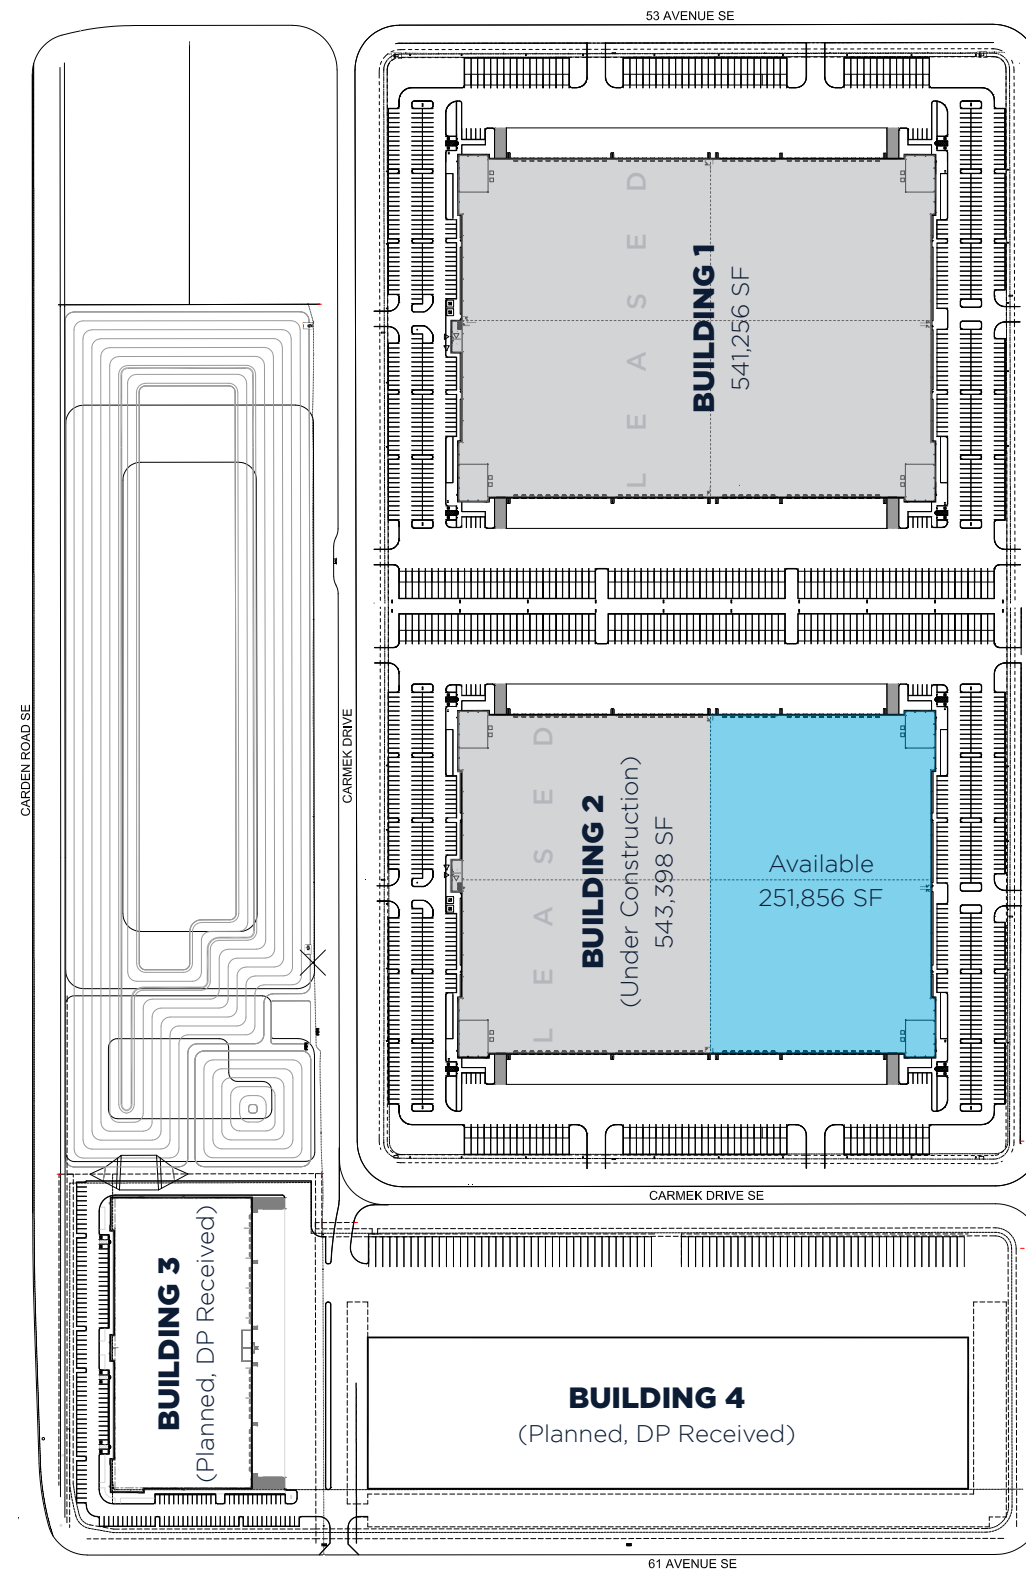 53 AVENUE SE
LEASED
BUILDING 1
541,256 SF
CARDEN ROAD SE
CARMEK DRIVE
LEASED
BUILDING 2
(Under Construction)
543,398 SF
Available
251,856 SF
CARMEK DRIVE SE
BUILDING 3
(Planned, DP Received)
BUILDING 4
(Planned, DP Received)
61 AVENUE SE